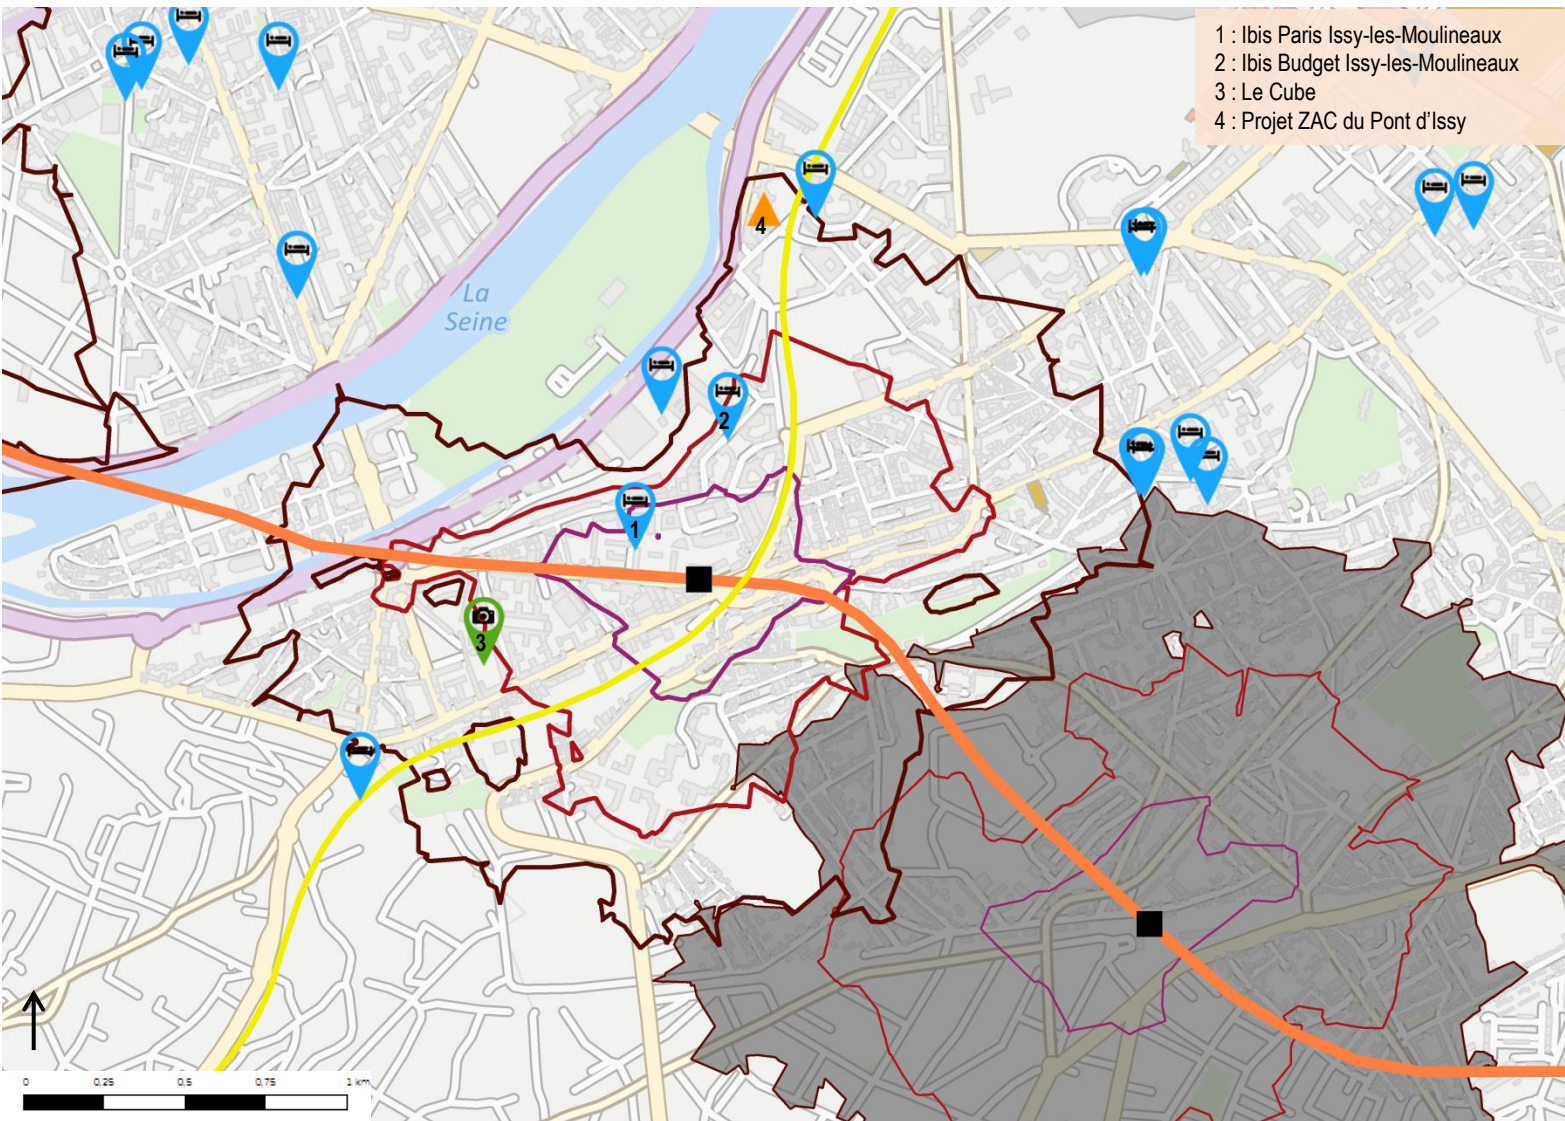 1 : Ibis Paris Issy-les-Moulineaux
2 : Ibis Budget Issy-les-Moulineaux
3 : Le Cube
4 : Projet ZAC du Pont d'Issy
4
La
Seine
2
1
3
0 0,25 0,5 0,75 1 km